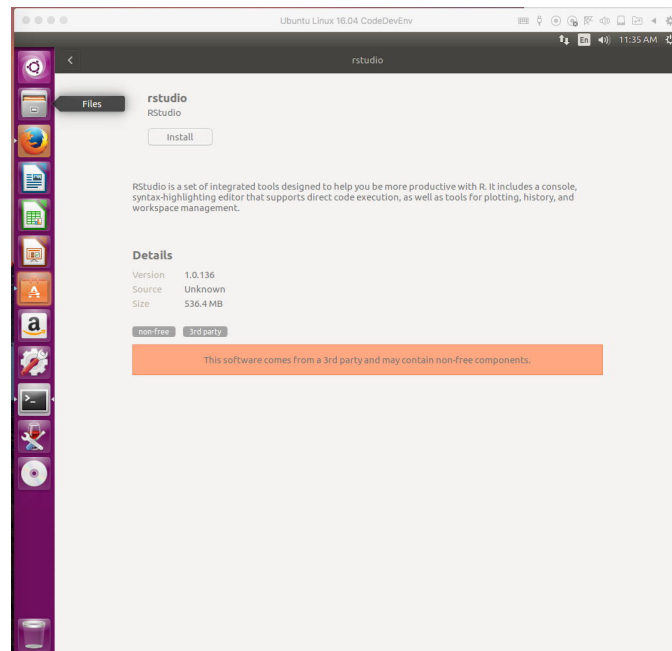 Ubuntu Linux 16.04 CodeDevEnv
En 11:35 AM
rstudio
Files
rstudio
RStudio
Install
RStudio is a set of integrated tools designed to help you be more productive with R. It includes a console,
syntax-highlighting editor that supports direct code execution, as well as tools for plotting, history, and
workspace management.
Details
Version 1.0.136
Source Unknown
Size 536.4 MB
non-free 3rd party
This software comes from a 3rd party and may contain non-free components.